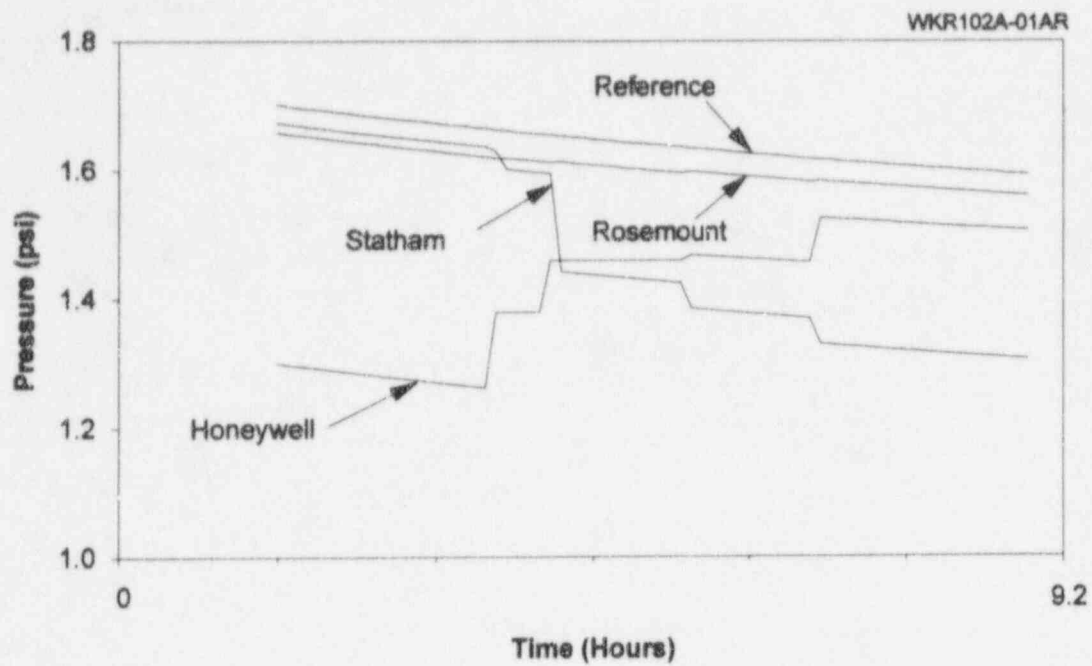 WKR102A-01AR
1.8
Reference
1.6
Statham
Rosemount
Pressure (psi)
1.4
1.2
Honeywell
1.0
0
9.2
Time (Hours)